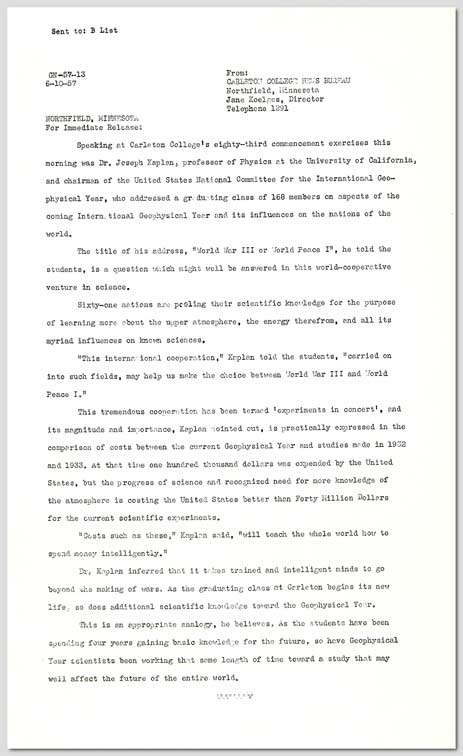 Sent to: B List
GN-57-13
6-10-57
From:
CARLETON COLLEGE NEWS BUREAU
Northfield, Minnesota
Jane Koelges, Director
Telephone 1291
NORTHFIELD, MINNESOTA
For Immediate Release:
Speaking at Carleton College's eighty-third commencement exercises this
morning was Dr. Joseph Kaplan, professor of Physics at the University of California,
and chairman of the United States National Committee for the International Geo-
physical Year, who addressed a graduating class of 168 members on aspects of the
coming International Geophysical Year and its influences on the nations of the
world.
The title of his address, "World War III or World Peace I", he told the
students, is a question which might well be answered in this world-cooperative
venture in science.
Sixty-one nations are pooling their scientific knowledge for the purpose
of learning more about the upper atmosphere, the energy therefrom, and all its
myriad influences on known sciences.
"This international cooperation," Kaplan told the students, "carried on
into such fields, may help us make the choice between World War III and World
Peace I."
This tremendous cooperation has been termed 'experiments in concert', and
its magnitude and importance, Kaplan pointed out, is practically expressed in the
comparison of costs between the current Geophysical Year and studies made in 1932
and 1933. At that time one hundred thousand dollars was expended by the United
States, but the progress of science and recognized need for more knowledge of
the atmosphere is costing the United States better than Forty Million Dollars
for the current scientific experiments.
"Costs such as these," Kaplan said, "will teach the whole world how to
spend money intelligently."
Dr. Kaplan inferred that it takes trained and intelligent minds to go
beyond the making of wars. As the graduating class at Carleton begins its new
life, so does additional scientific knowledge toward the Geophysical Year.
This is an appropriate analogy, he believes. As the students have been
spending four years gaining basic knowledge for the future, so have Geophysical
Year scientists been working that same length of time toward a study that may
well affect the future of the entire world.